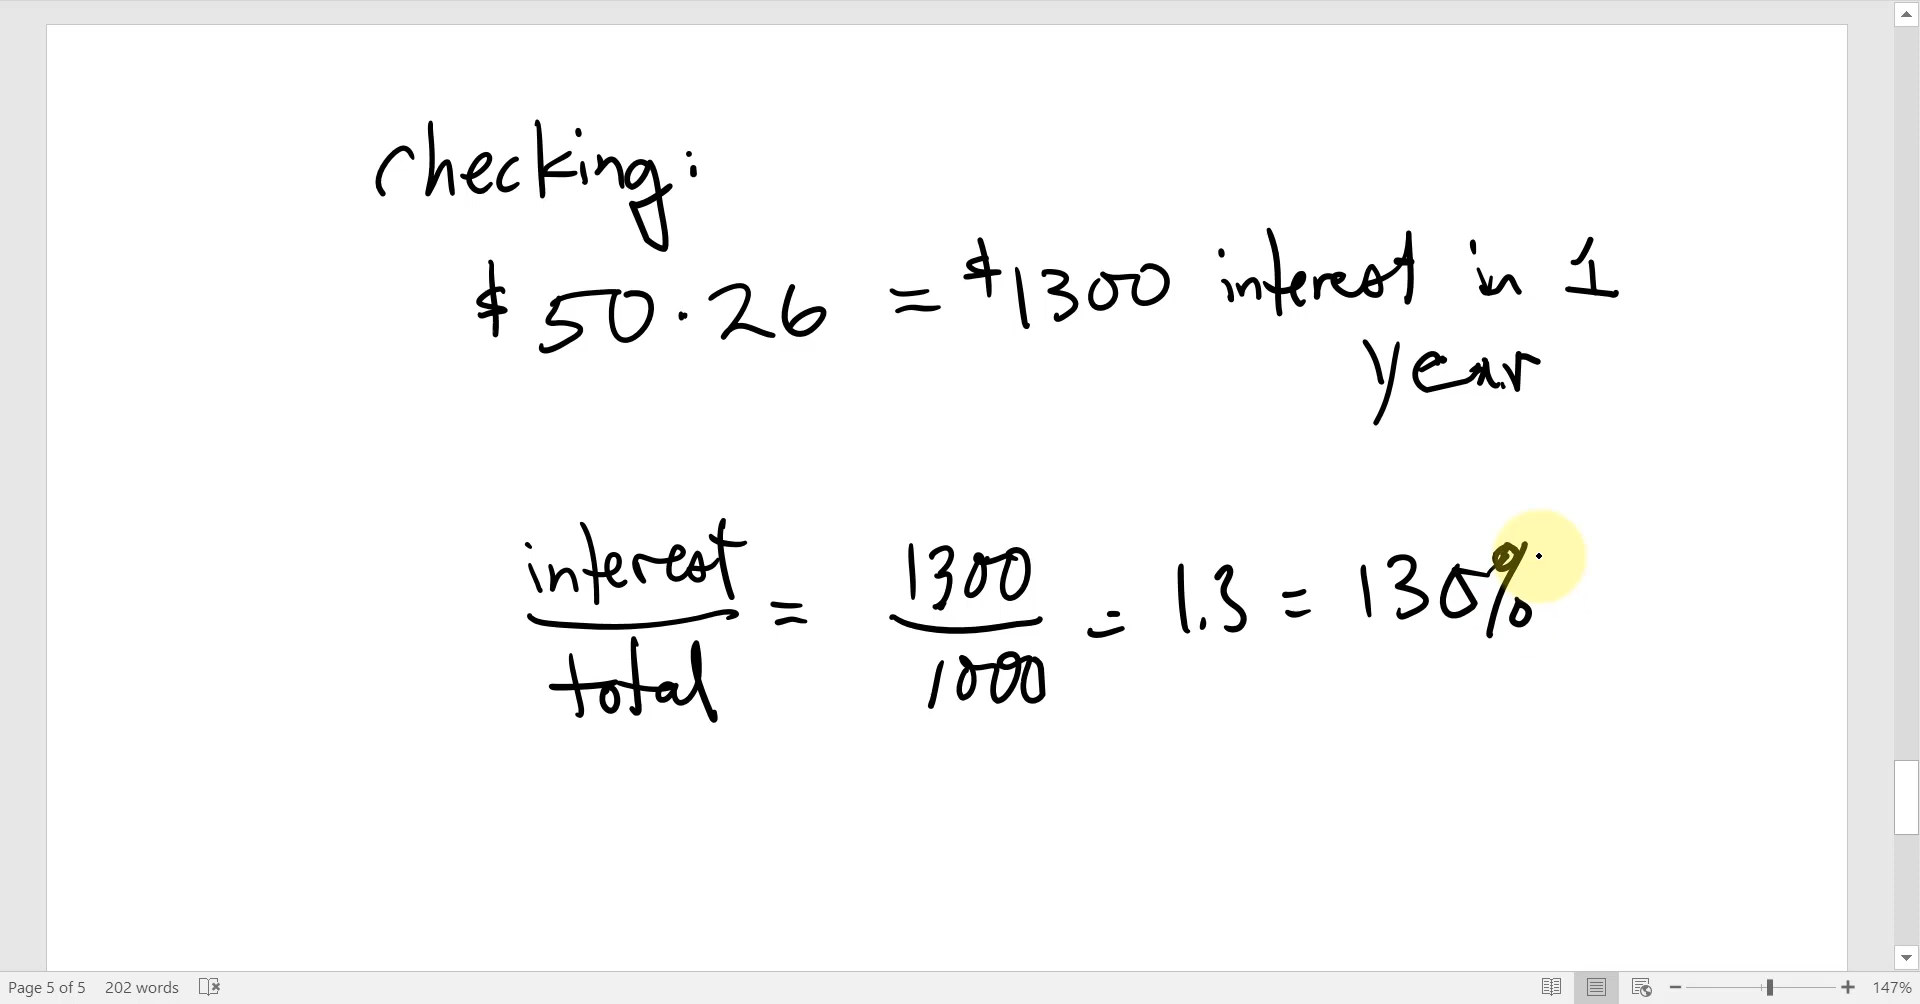 checking:
$50·26 = $1300 interest in 1
year
interest/total = 1300/1000 = 1.3 = 130%
Page 5 of 5 202 words 147%